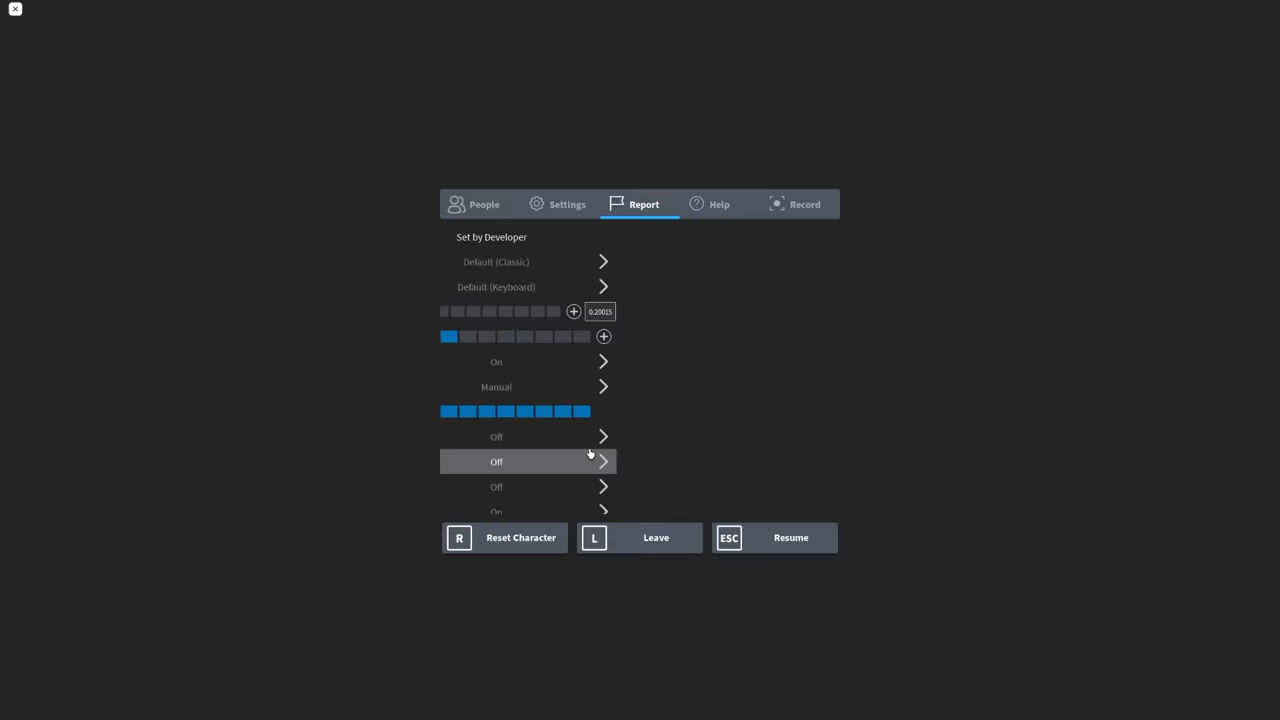 People Settings Report Help Record
Set by Developer
Default (Classic)
Default (Keyboard)
0.20015
On
Manual
Off
Off
Off
On
R Reset Character L Leave ESC Resume